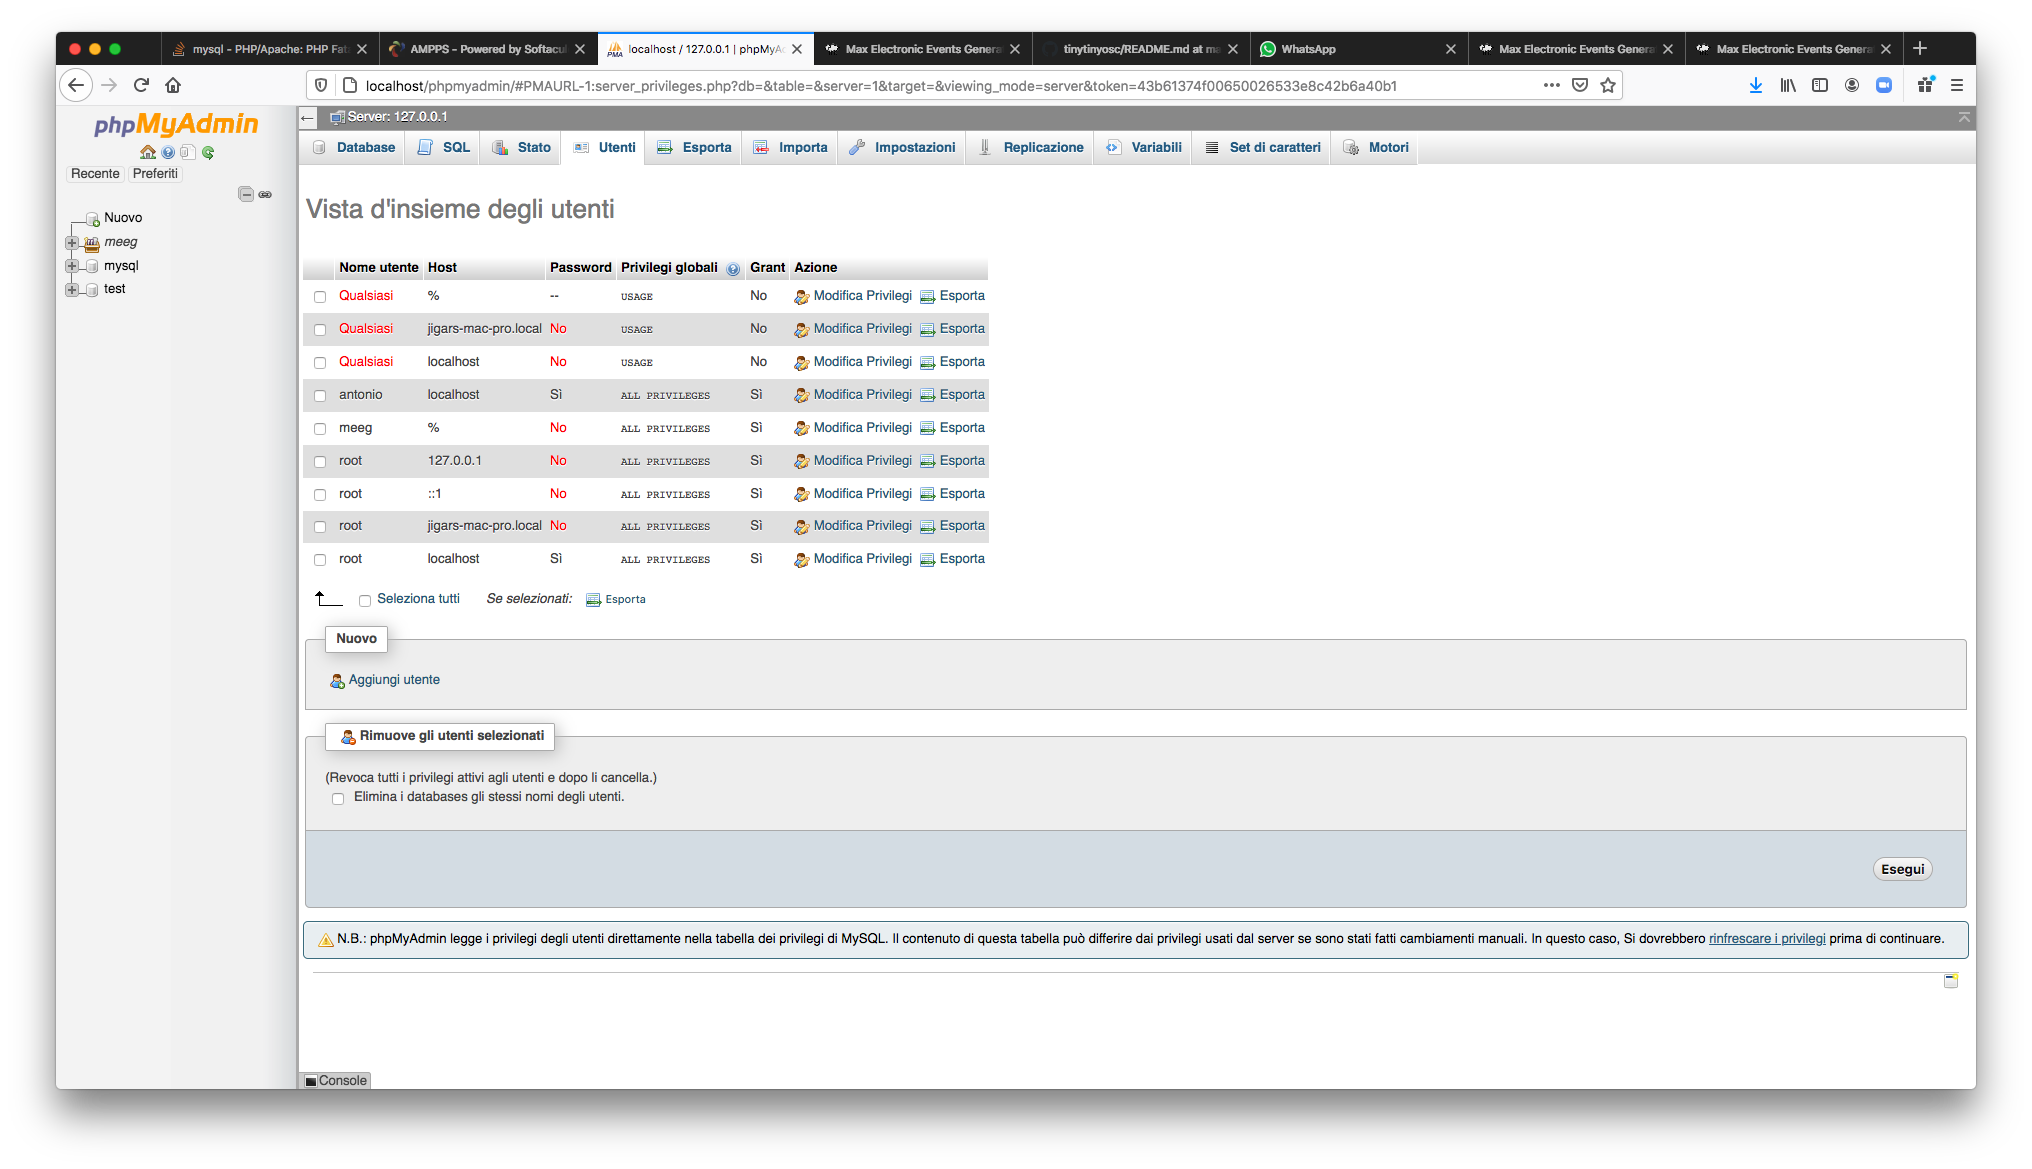 mysql - PHP/Apache: PHP Fat
AMPPS - Powered by Softacul
localhost / 127.0.0.1 | phpMyA
Max Electronic Events Genera
tinytinyosc/README.md at ma
WhatsApp
Max Electronic Events Genera
Max Electronic Events Genera
localhost/phpmyadmin/#PMAURL-1:server_privileges.php?db=&table=&server=1&target=&viewing_mode=server&token=43b61374f00650026533e8c42b6a40b1
phpMyAdmin
Recente Preferiti
Nuovo
meeg
mysql
test
Server: 127.0.0.1
Database SQL Stato Utenti Esporta Importa Impostazioni Replicazione Variabili Set di caratteri Motori
Vista d'insieme degli utenti
Nome utente Host Password Privilegi globali Grant Azione
Qualsiasi % -- USAGE No Modifica Privilegi Esporta
Qualsiasi jigars-mac-pro.local No USAGE No Modifica Privilegi Esporta
Qualsiasi localhost No USAGE No Modifica Privilegi Esporta
antonio localhost Sì ALL PRIVILEGES Sì Modifica Privilegi Esporta
meeg % No ALL PRIVILEGES Sì Modifica Privilegi Esporta
root 127.0.0.1 No ALL PRIVILEGES Sì Modifica Privilegi Esporta
root ::1 No ALL PRIVILEGES Sì Modifica Privilegi Esporta
root jigars-mac-pro.local No ALL PRIVILEGES Sì Modifica Privilegi Esporta
root localhost Sì ALL PRIVILEGES Sì Modifica Privilegi Esporta
Seleziona tutti Se selezionati: Esporta
Nuovo
Aggiungi utente
Rimuove gli utenti selezionati
(Revoca tutti i privilegi attivi agli utenti e dopo li cancella.)
Elimina i databases gli stessi nomi degli utenti.
Esegui
N.B.: phpMyAdmin legge i privilegi degli utenti direttamente nella tabella dei privilegi di MySQL. Il contenuto di questa tabella può differire dai privilegi usati dal server se sono stati fatti cambiamenti manuali. In questo caso, Si dovrebbero rinfrescare i privilegi prima di continuare.
Console